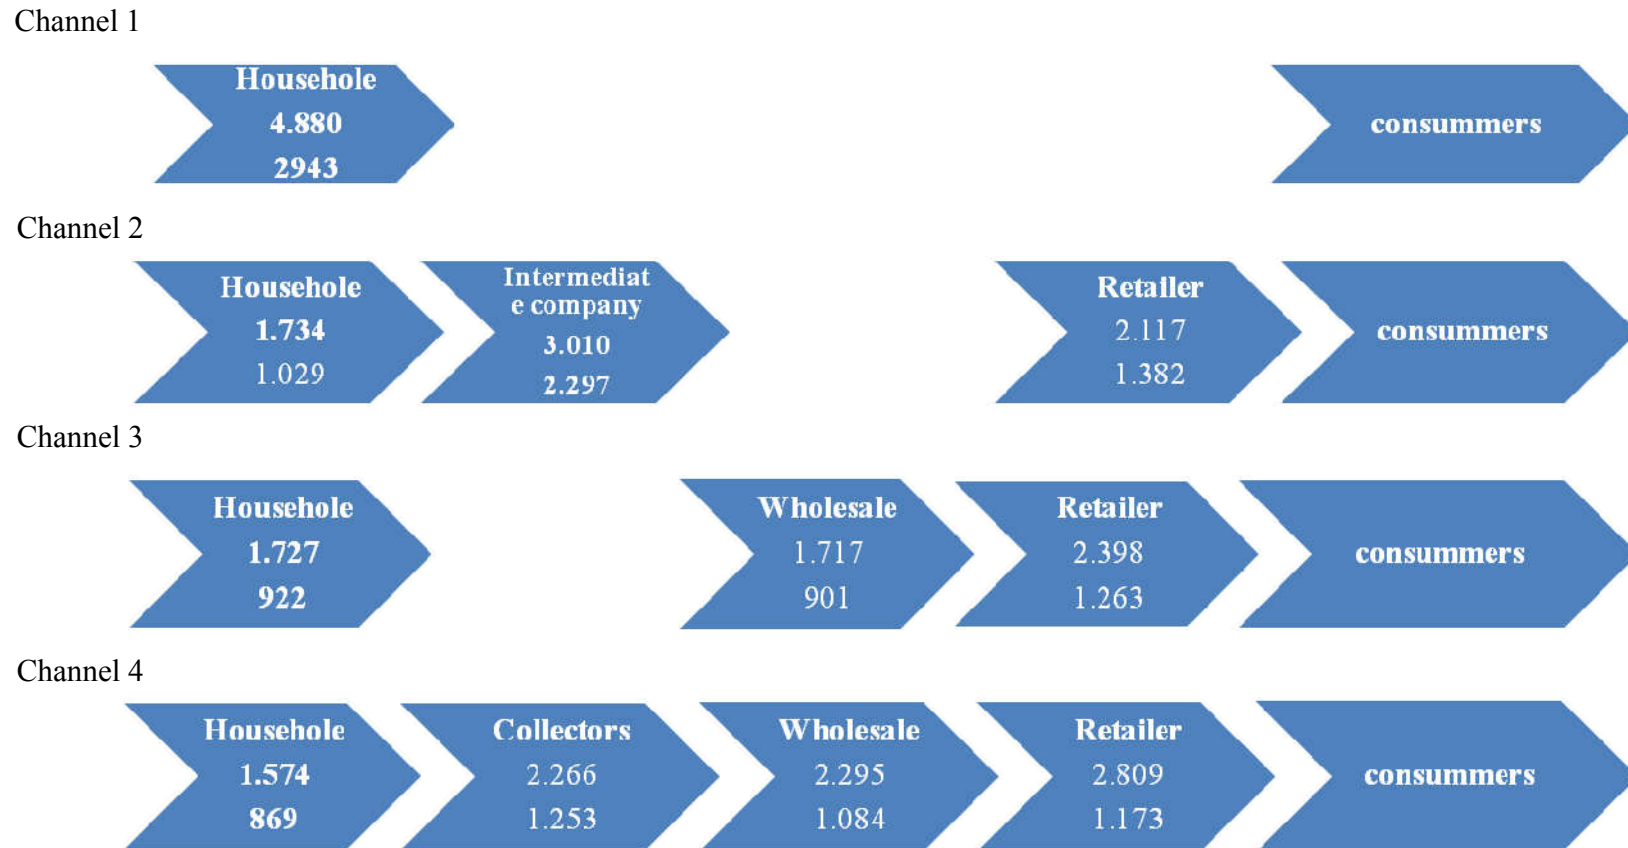 Channel 1
Househole
4.880
2943
consummers
Channel 2
Househole
1.734
1.029
Intermediat
e company
3.010
2.297
Retailer
2.117
1.382
consummers
Channel 3
Househole
1.727
922
Wholesale
1.717
901
Retailer
2.398
1.263
consummers
Channel 4
Househole
1.574
869
Collectors
2.266
1.253
Wholesale
2.295
1.084
Retailer
2.809
1.173
consummers